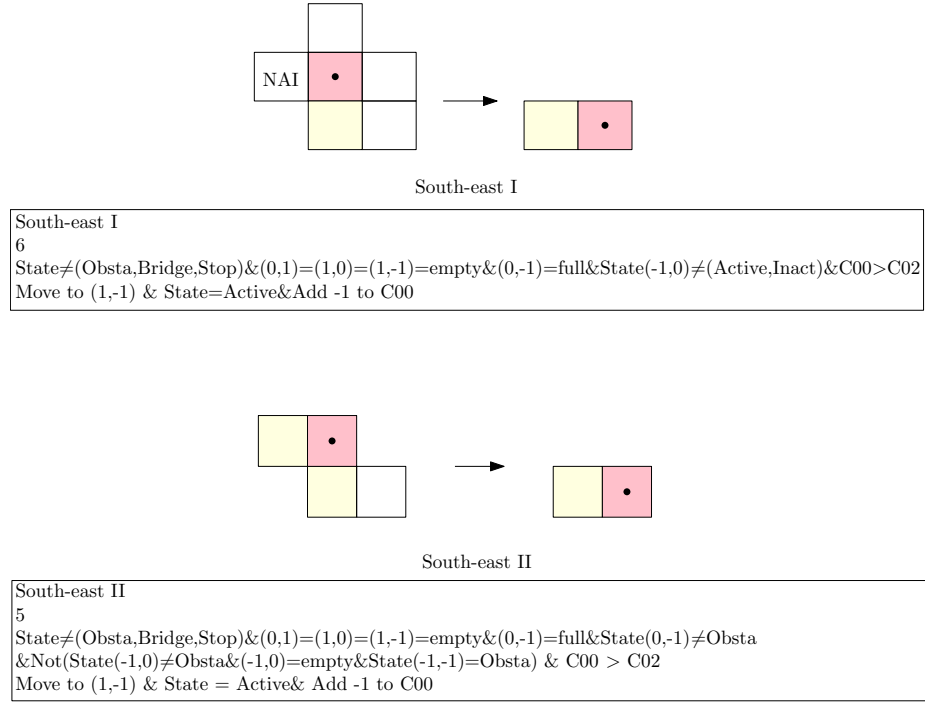 NAI
South-east I
South-east I
6
State≠(Obsta,Bridge,Stop)&(0,1)=(1,0)=(1,-1)=empty&(0,-1)=full&State(-1,0)≠(Active,Inact)&C00>C02
Move to (1,-1) & State=Active&Add -1 to C00
South-east II
South-east II
5
State≠(Obsta,Bridge,Stop)&(0,1)=(1,0)=(1,-1)=empty&(0,-1)=full&State(0,-1)≠Obsta
&Not(State(-1,0)≠Obsta&(-1,0)=empty&State(-1,-1)=Obsta) & C00 > C02
Move to (1,-1) & State = Active& Add -1 to C00